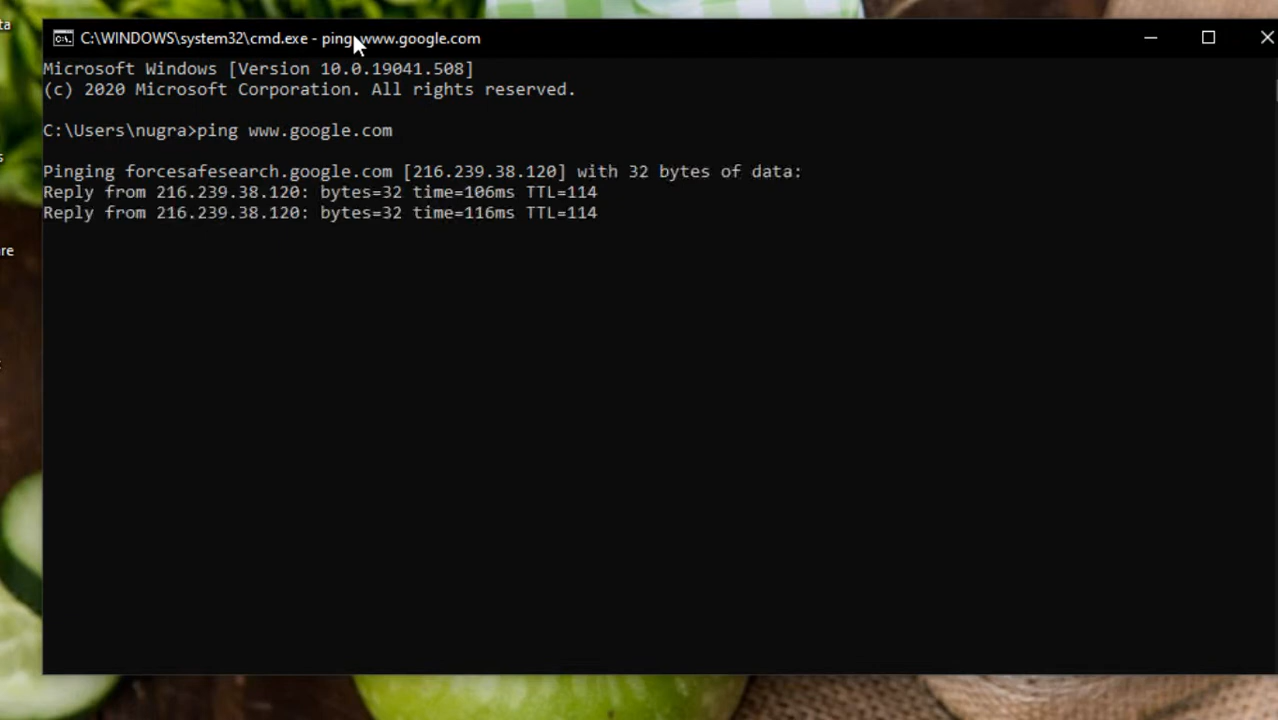 ta
C:\WINDOWS\system32\cmd.exe - ping www.google.com
Microsoft Windows [Version 10.0.19041.508]
(c) 2020 Microsoft Corporation. All rights reserved.
C:\Users\nugra>ping www.google.com
s
Pinging forcesafesearch.google.com [216.239.38.120] with 32 bytes of data:
Reply from 216.239.38.120: bytes=32 time=106ms TTL=114
Reply from 216.239.38.120: bytes=32 time=116ms TTL=114
re